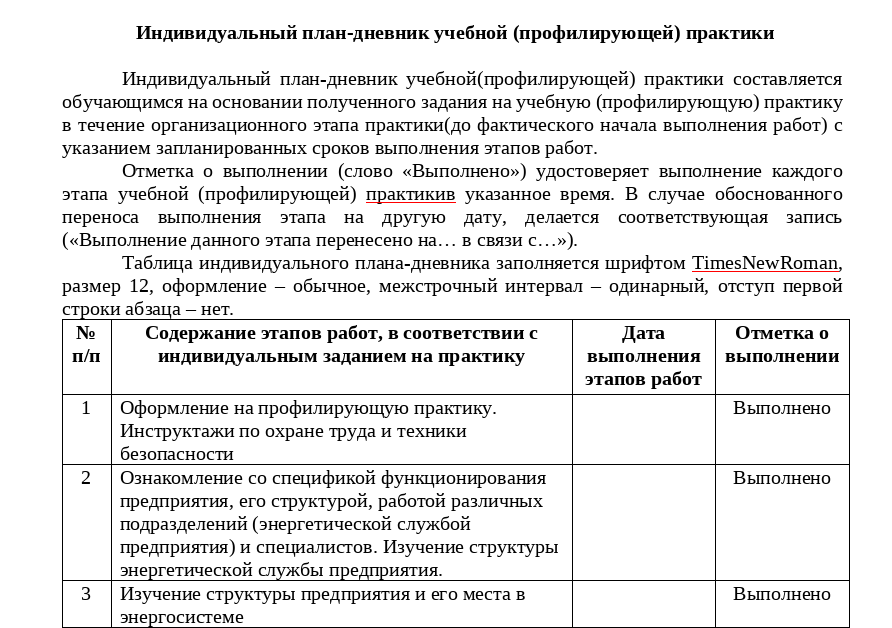 Индивидуальный план-дневник учебной (профилирующей) практики
Индивидуальный план-дневник учебной(профилирующей) практики составляется
обучающимся на основании полученного задания на учебную (профилирующую) практику
в течение организационного этапа практики(до фактического начала выполнения работ) с
указанием запланированных сроков выполнения этапов работ.
Отметка о выполнении (слово «Выполнено») удостоверяет выполнение каждого
этапа учебной (профилирующей) практикив указанное время. В случае обоснованного
переноса выполнения этапа на другую дату, делается соответствующая запись
(«Выполнение данного этапа перенесено на… в связи с…»).
Таблица индивидуального плана-дневника заполняется шрифтом TimesNewRoman,
размер 12, оформление – обычное, межстрочный интервал – одинарный, отступ первой
строки абзаца – нет.
№
п/п
Содержание этапов работ, в соответствии с
индивидуальным заданием на практику
Дата
выполнения
этапов работ
Отметка о
выполнении
1
Оформление на профилирующую практику.
Инструктажи по охране труда и техники
безопасности
Выполнено
2
Ознакомление со спецификой функционирования
предприятия, его структурой, работой различных
подразделений (энергетической службой
предприятия) и специалистов. Изучение структуры
энергетической службы предприятия.
Выполнено
3
Изучение структуры предприятия и его места в
энергосистеме
Выполнено